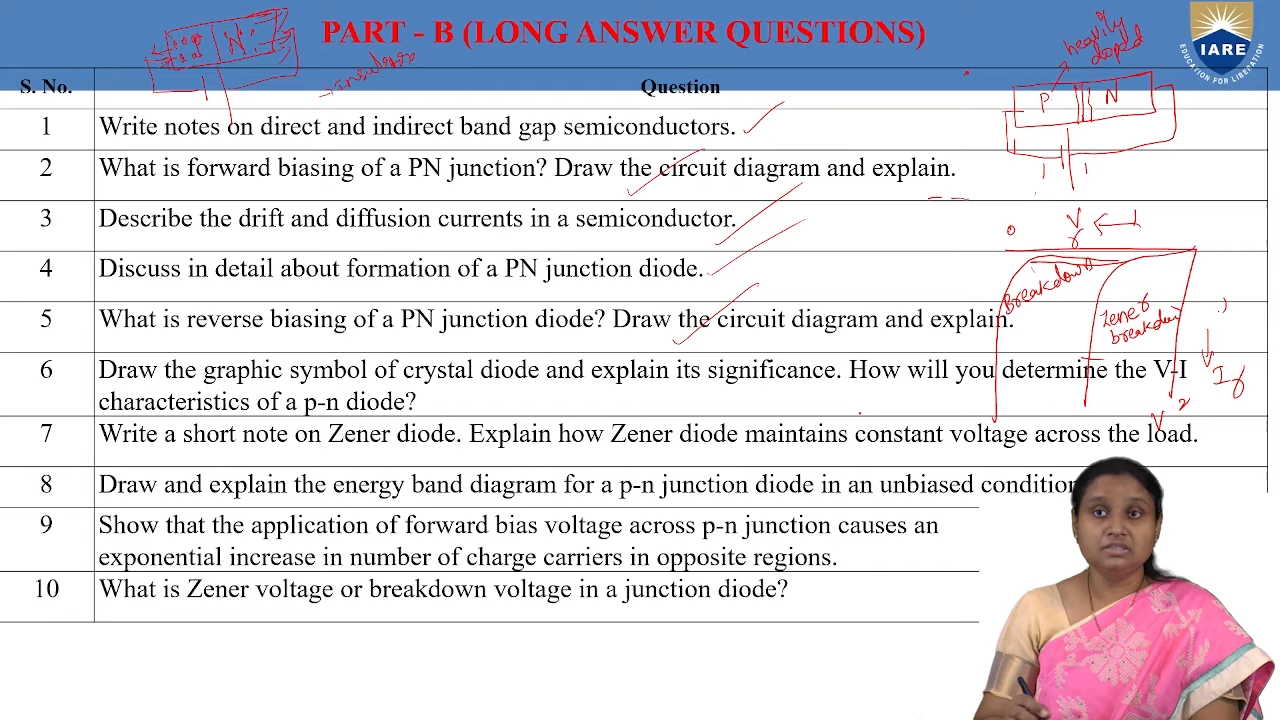 PART - B (LONG ANSWER QUESTIONS)
IARE
EDUCATION FOR LIBERATION
N
→ insulator
heavily
doped
P N
S. No. Question
1 Write notes on direct and indirect band gap semiconductors.
2 What is forward biasing of a PN junction? Draw the circuit diagram and explain.
3 Describe the drift and diffusion currents in a semiconductor.
4 Discuss in detail about formation of a PN junction diode.
5 What is reverse biasing of a PN junction diode? Draw the circuit diagram and explain.
6 Draw the graphic symbol of crystal diode and explain its significance. How will you determine the V-I
characteristics of a p-n diode?
7 Write a short note on Zener diode. Explain how Zener diode maintains constant voltage across the load.
8 Draw and explain the energy band diagram for a p-n junction diode in an unbiased condition
9 Show that the application of forward bias voltage across p-n junction causes an
exponential increase in number of charge carriers in opposite regions.
10 What is Zener voltage or breakdown voltage in a junction diode?
0 Vr
Breakdown
Zener
breakdown
Ir
V